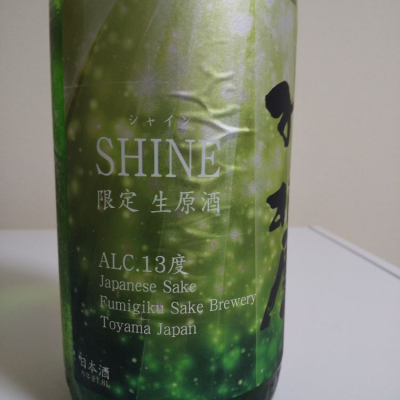 シャイン
SHINE
限定 生原酒
ALC.13度
Japanese Sake
Fumigiku Sake Brewery
Toyama Japan
日本酒